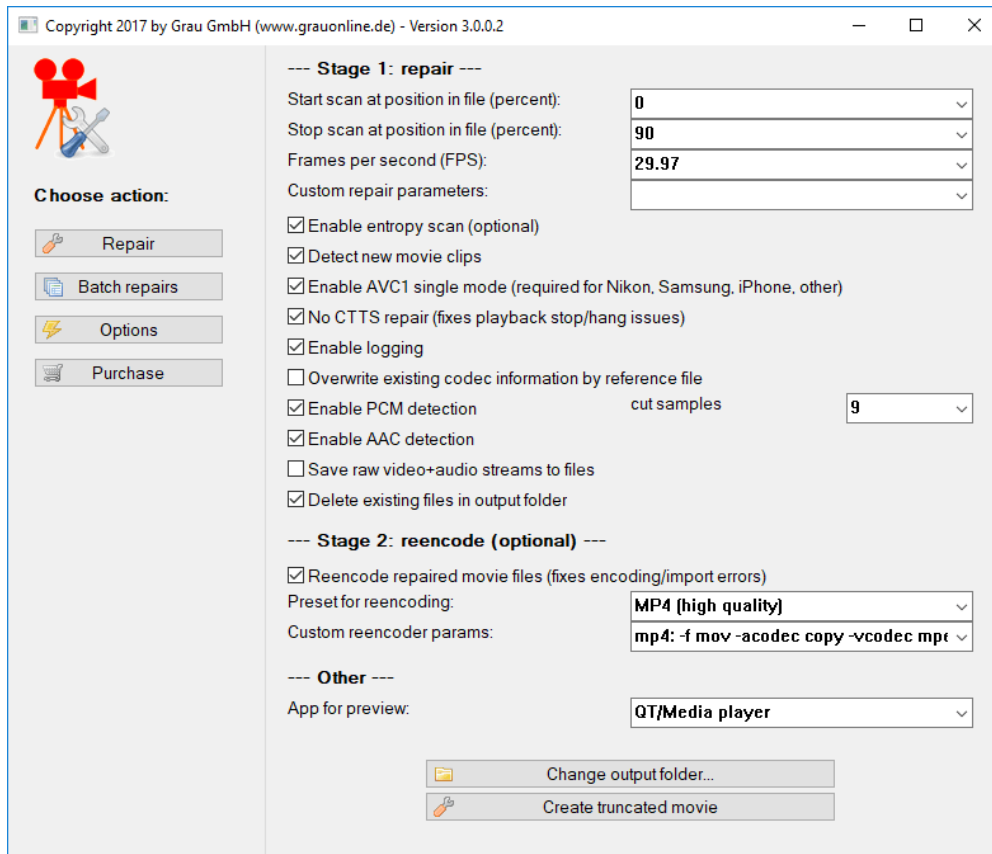 Copyright 2017 by Grau GmbH (www.grauonline.de) - Version 3.0.0.2
Choose action:
Repair
Batch repairs
Options
Purchase
--- Stage 1: repair ---
Start scan at position in file (percent): 0
Stop scan at position in file (percent): 90
Frames per second (FPS): 29.97
Custom repair parameters:
Enable entropy scan (optional)
Detect new movie clips
Enable AVC1 single mode (required for Nikon, Samsung, iPhone, other)
No CTTS repair (fixes playback stop/hang issues)
Enable logging
Overwrite existing codec information by reference file
Enable PCM detection cut samples 9
Enable AAC detection
Save raw video+audio streams to files
Delete existing files in output folder
--- Stage 2: reencode (optional) ---
Reencode repaired movie files (fixes encoding/import errors)
Preset for reencoding: MP4 (high quality)
Custom reencoder params: mp4: -f mov -acodec copy -vcodec mpe
--- Other ---
App for preview: QT/Media player
Change output folder...
Create truncated movie